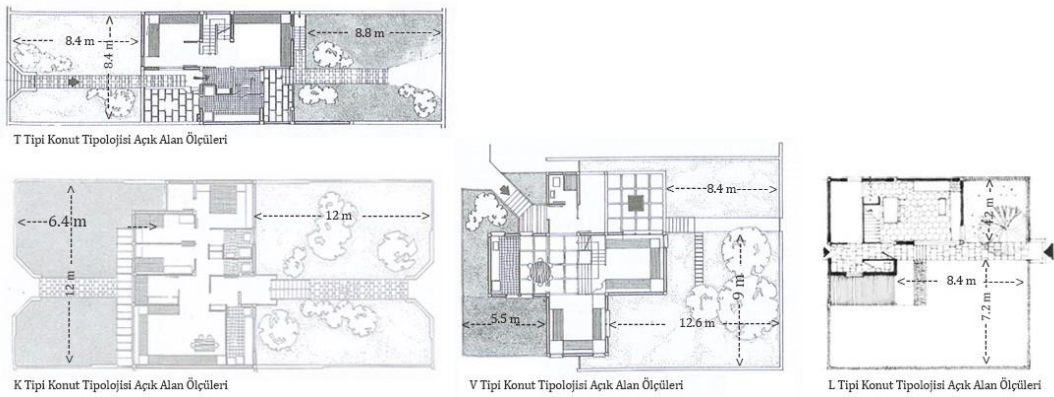 8.4 m
8.4 m
8.8 m
T Tipi Konut Tipolojisi Açık Alan Ölçüleri
6.4 m
12 m
12 m
K Tipi Konut Tipolojisi Açık Alan Ölçüleri
8.4 m
9 m
5.5 m
12.6 m
V Tipi Konut Tipolojisi Açık Alan Ölçüleri
4.2 m
8.4 m
7.2 m
L Tipi Konut Tipolojisi Açık Alan Ölçüleri